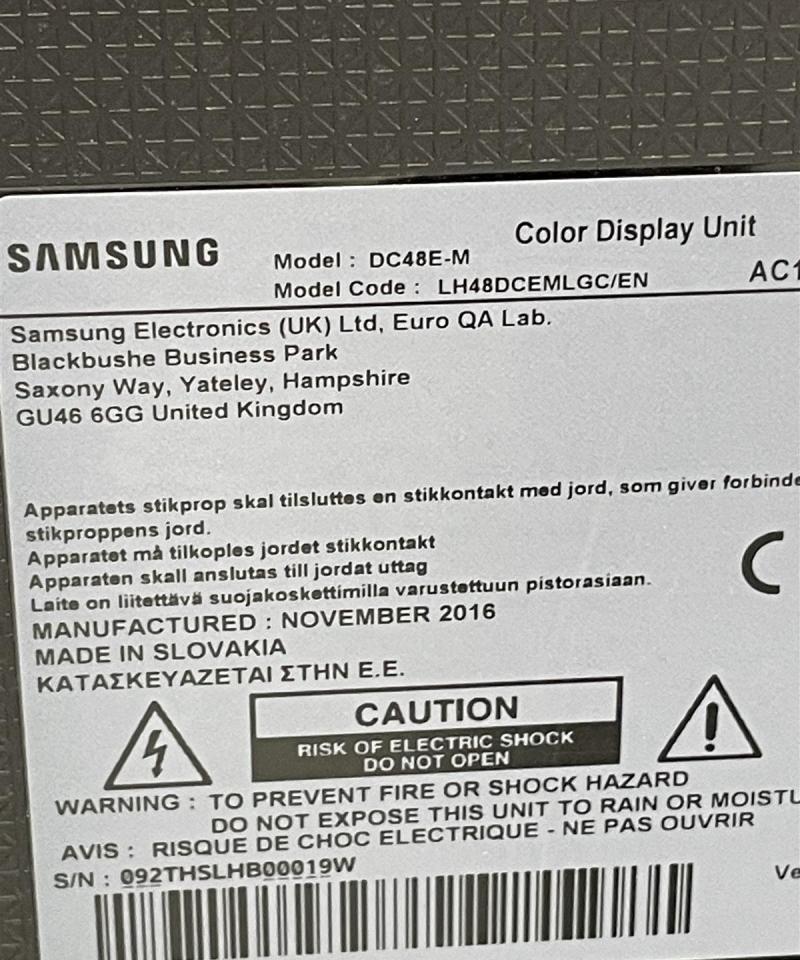 SAMSUNG
Color Display Unit
Model : DC48E-M
Model Code : LH48DCEMLGC/EN
Samsung Electronics (UK) Ltd, Euro QA Lab.
Blackbushe Business Park
Saxony Way, Yateley, Hampshire
GU46 6GG United Kingdom
Apparatets stikprop skal tilsluttes en stikkontakt med jord, som giver forbinde
stikproppens jord.
Apparatet må tilkoples jordet stikkontakt
Apparaten skall anslutas till jordat uttag
Laite on liitettävä suojakoskettimilla varustettuun pistorasiaan.
MANUFACTURED : NOVEMBER 2016
MADE IN SLOVAKIA
ΚΑΤΑΣΚΕΥΑΖΕΤΑΙ ΣΤΗΝ Ε.Ε.
CAUTION
RISK OF ELECTRIC SHOCK
DO NOT OPEN
WARNING : TO PREVENT FIRE OR SHOCK HAZARD
DO NOT EXPOSE THIS UNIT TO RAIN OR MOISTU
AVIS : RISQUE DE CHOC ELECTRIQUE - NE PAS OUVRIR
S/N : 092THSLHB00019W